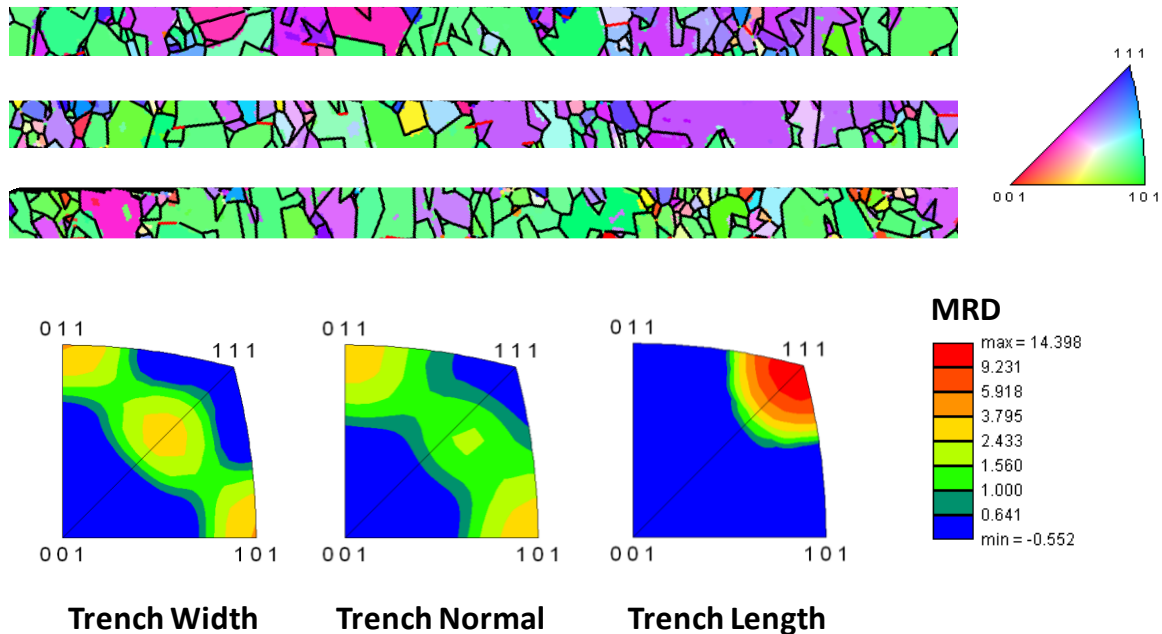 1 1 1
0 0 1
1 0 1
0 1 1
1 1 1
0 0 1
1 0 1
0 1 1
1 1 1
0 0 1
1 0 1
0 1 1
1 1 1
0 0 1
1 0 1
MRD
max = 14.398
9.231
5.918
3.795
2.433
1.560
1.000
0.641
min = -0.552
Trench Width
Trench Normal
Trench Length